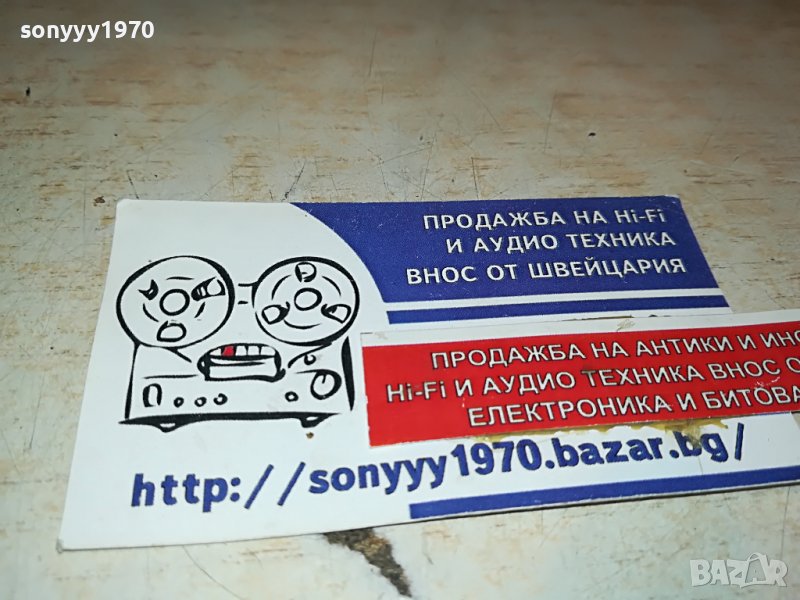 sonyyy1970
ПРОДАЖБА НА Hi-Fi
И АУДИО ТЕХНИКА
ВНОС ОТ ШВЕЙЦАРИЯ
ПРОДАЖБА НА АНТИКИ И
Hi-Fi И АУДИО ТЕХНИКА ВНОС
ЕЛЕКТРОНИКА И
http://sonyyy1970.bazar.bg/
BAZAR